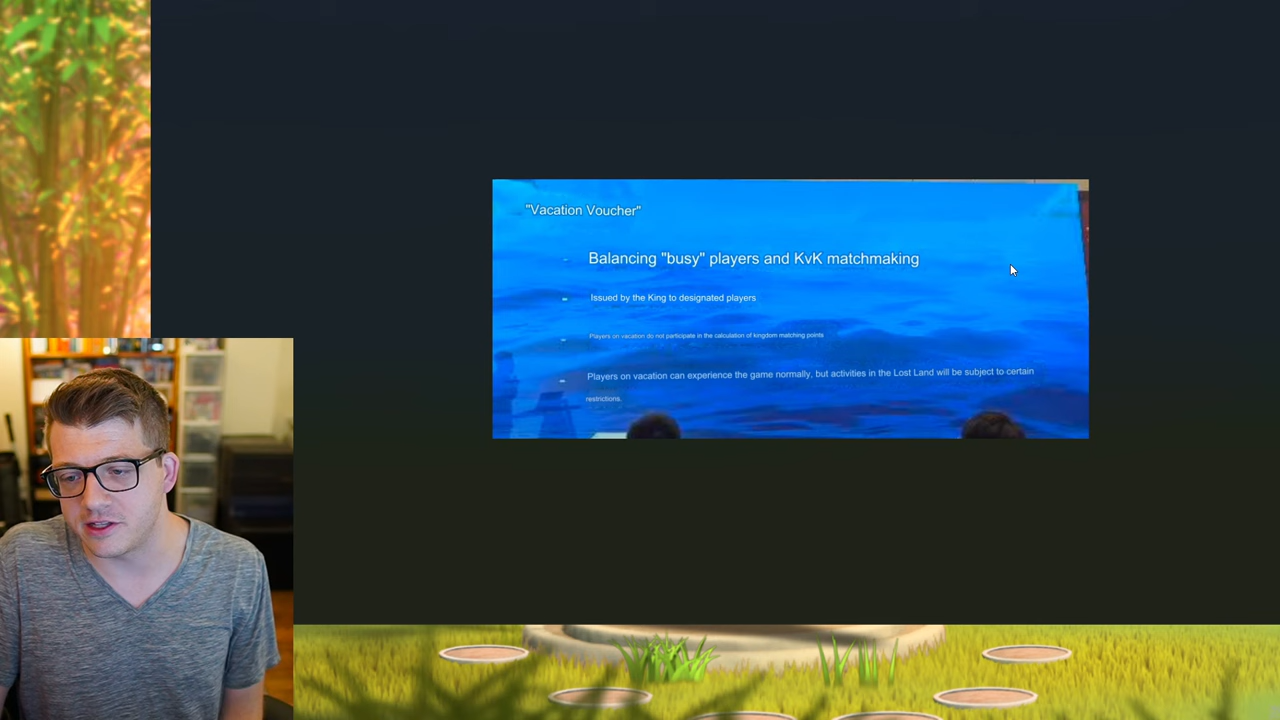 "Vacation Voucher"
Balancing "busy" players and KvK matchmaking
Issued by the King to designated players
Players on vacation do not participate in the calculation of kingdom matching points
Players on vacation can experience the game normally, but activities in the Lost Land will be subject to certain
restrictions.